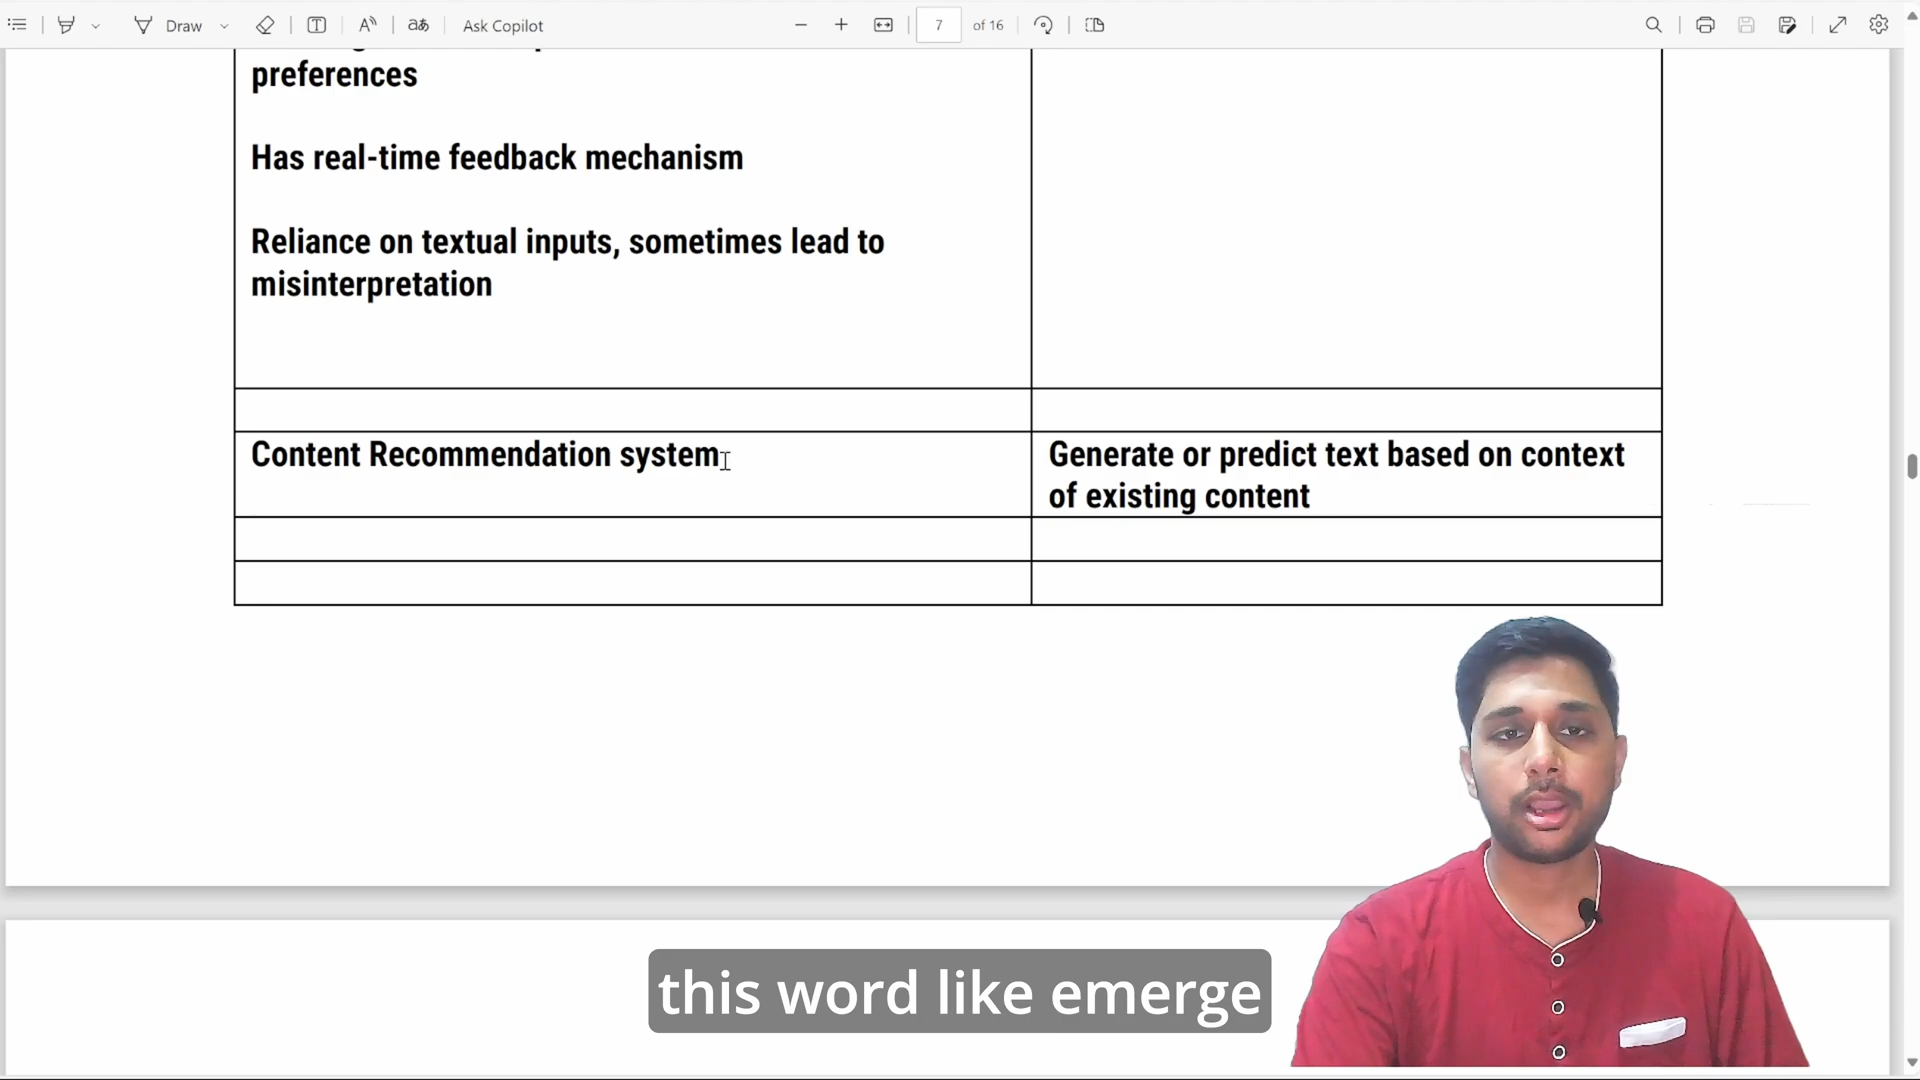 Draw
Ask Copilot
7 of 16
preferences
Has real-time feedback mechanism
Reliance on textual inputs, sometimes lead to
misinterpretation
Content Recommendation system
Generate or predict text based on context
of existing content
this word like emerge